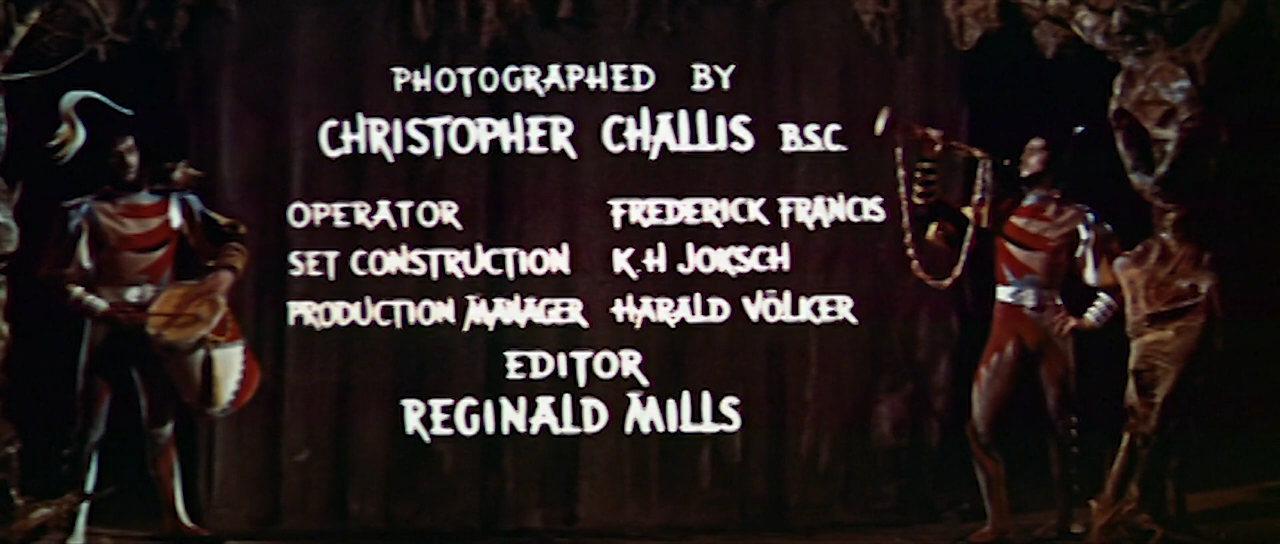 PHOTOGRAPHED BY
CHRISTOPHER CHALLIS B.S.C.
OPERATOR FREDERICK FRANCIS
SET CONSTRUCTION K.H JOKSCH
PRODUCTION MANAGER HARALD VÖLKER
EDITOR
REGINALD MILLS